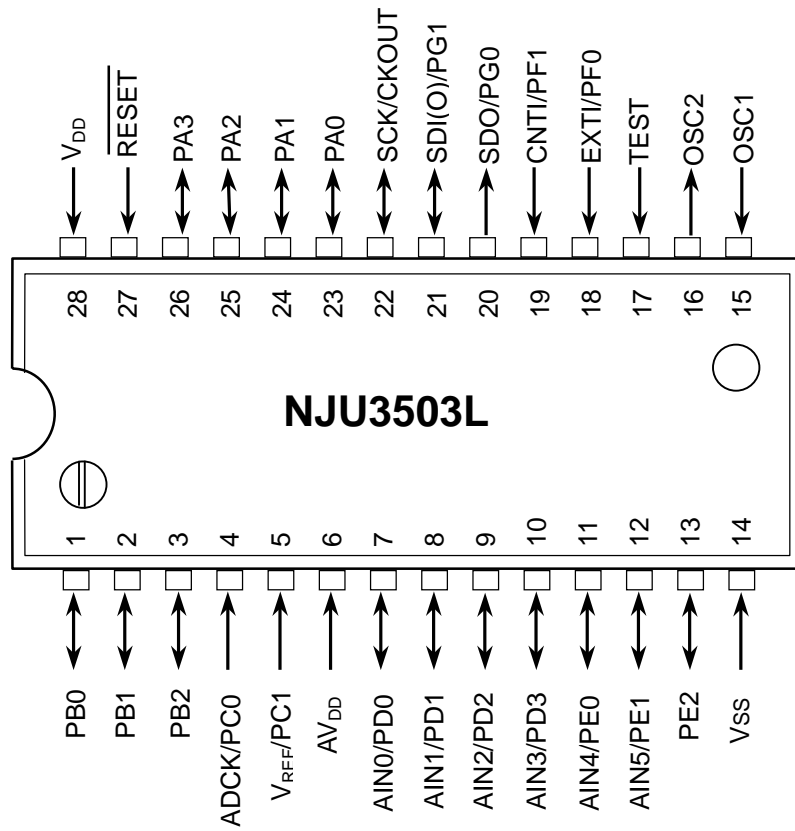 VDD
RESET
PA3
PA2
PA1
PA0
SCK/CKOUT
SDI(O)/PG1
SDO/PG0
CNTI/PF1
EXTI/PF0
TEST
OSC2
OSC1
28
27
26
25
24
23
22
21
20
19
18
17
16
15
NJU3503L
1
2
3
4
5
6
7
8
9
10
11
12
13
14
PB0
PB1
PB2
ADCK/PC0
VREF/PC1
AVDD
AIN0/PD0
AIN1/PD1
AIN2/PD2
AIN3/PD3
AIN4/PE0
AIN5/PE1
PE2
VSS